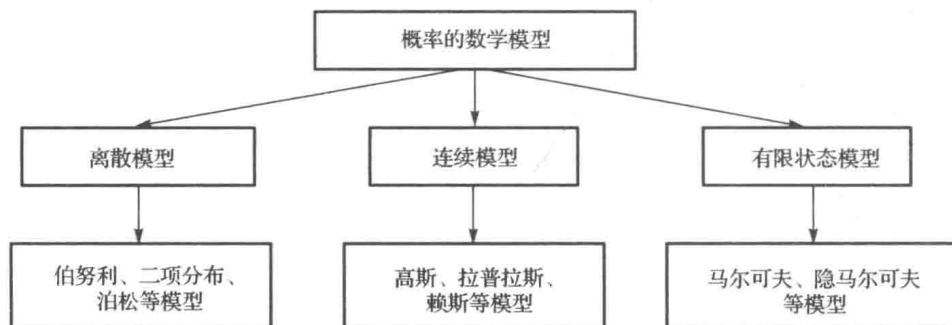 概率的数学模型
离散模型
连续模型
有限状态模型
伯努利、二项分布、
泊松等模型
高斯、拉普拉斯、
赖斯等模型
马尔可夫、隐马尔可夫
等模型